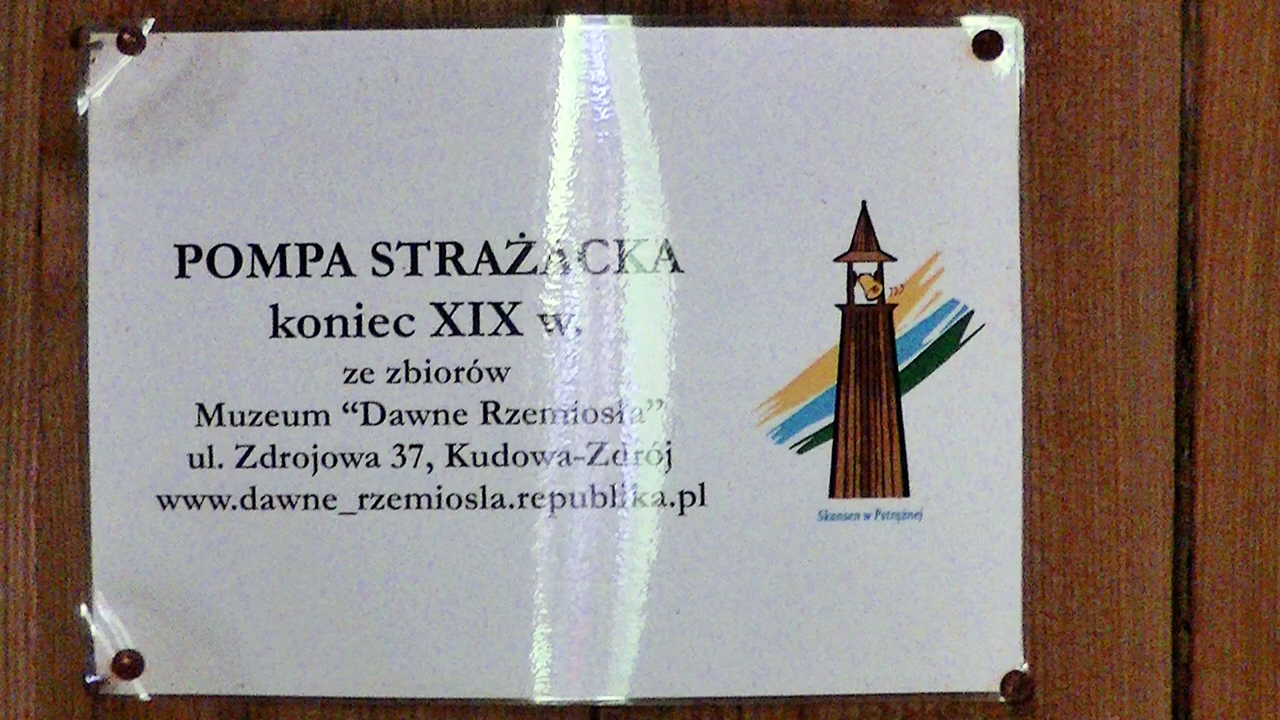 POMPA STRAŻACKA
koniec XIX w.
ze zbiorów
Muzeum “Dawne Rzemiosła”
ul. Zdrojowa 37, Kudowa-Zdrój
www.dawne_rzemiosla.republika.pl
Skansen w Pstrążnej